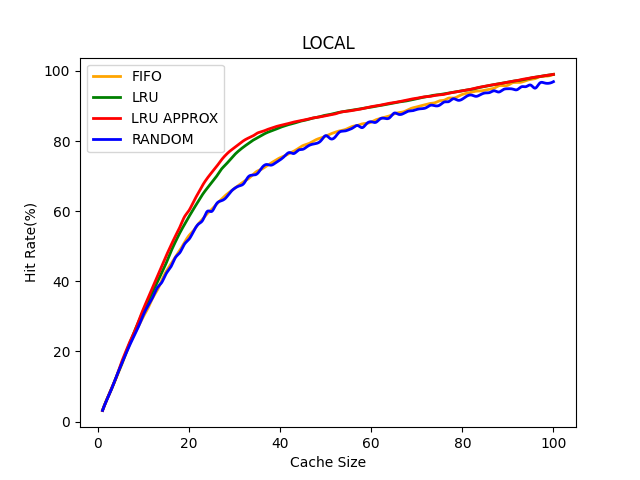 LOCAL
FIFO
LRU
LRU APPROX
RANDOM
100
80
60
40
20
0
Hit Rate(%)
0 20 40 60 80 100
Cache Size